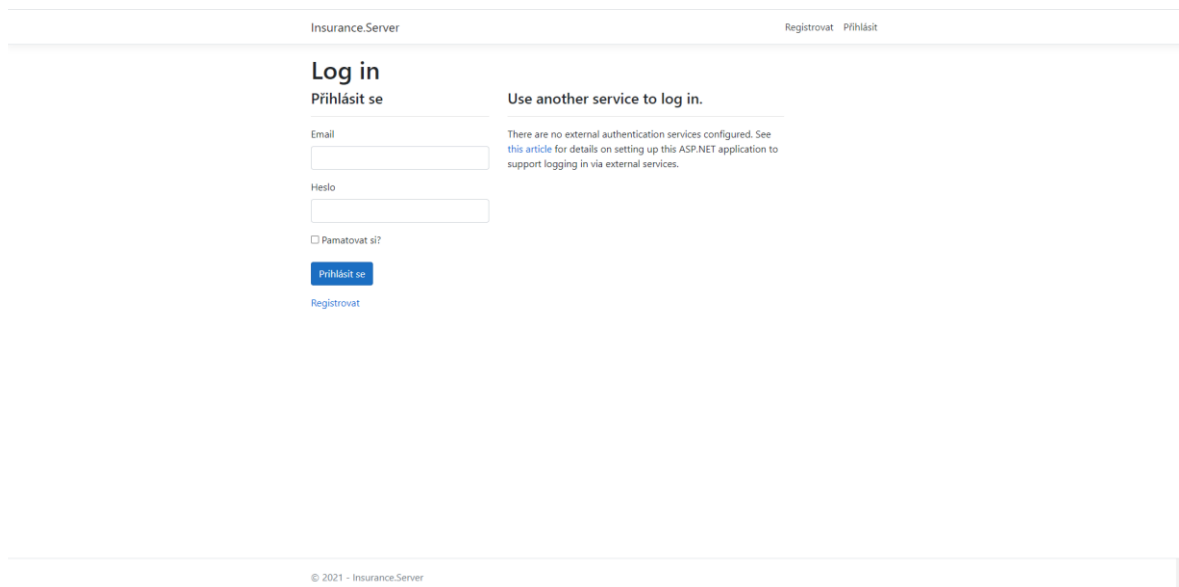 Insurance.Server
Registrovat Přihlásit
Log in
Přihlásit se
Email
Heslo
Pamatovat si?
Přihlásit se
Registrovat
Use another service to log in.
There are no external authentication services configured. See
this article for details on setting up this ASP.NET application to
support logging in via external services.
© 2021 - Insurance.Server